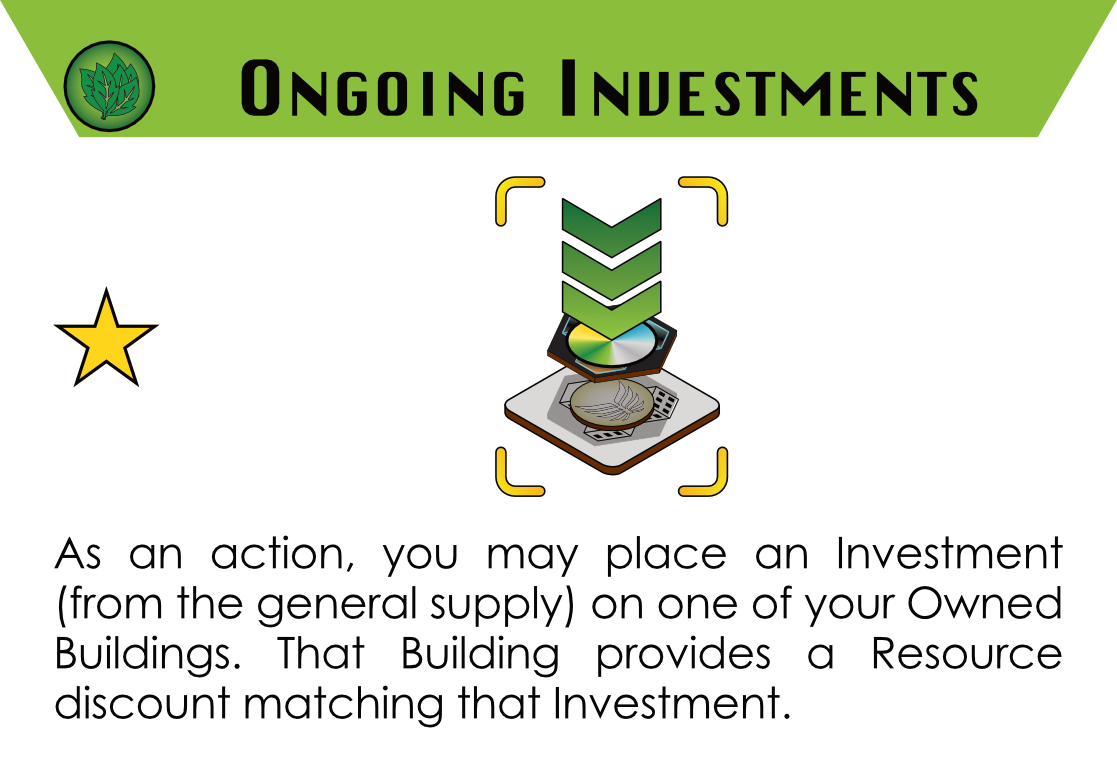 Ongoing Investments
As an action, you may place an Investment
(from the general supply) on one of your Owned
Buildings. That Building provides a Resource
discount matching that Investment.